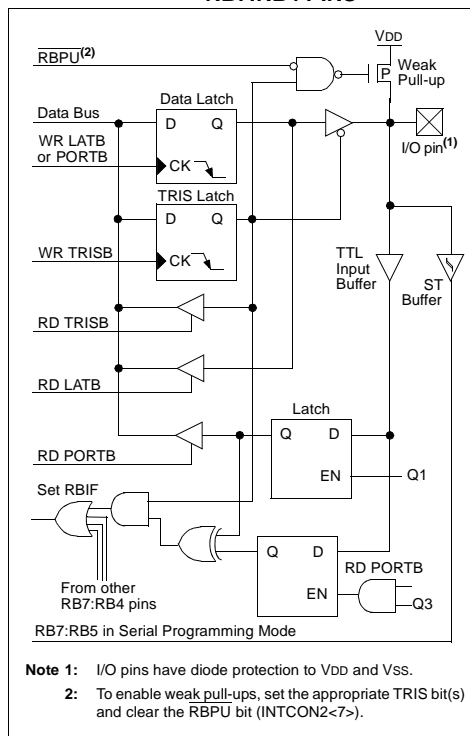 VDD
RBPU(2)
Weak
P
Pull-up
Data Bus
Data Latch
D Q
WR LATB
or PORTB
CK
I/O pin(1)
TRIS Latch
D Q
WR TRISB
CK
TTL
Input
Buffer
ST
Buffer
RD TRISB
RD LATB
Latch
Q D
RD PORTB
EN
Q1
Set RBIF
Q D
RD PORTB
EN
Q3
From other
RB7:RB4 pins
RB7:RB5 in Serial Programming Mode
Note 1: I/O pins have diode protection to VDD and VSS.
2: To enable weak pull-ups, set the appropriate TRIS bit(s)
and clear the RBPU bit (INTCON2<7>).